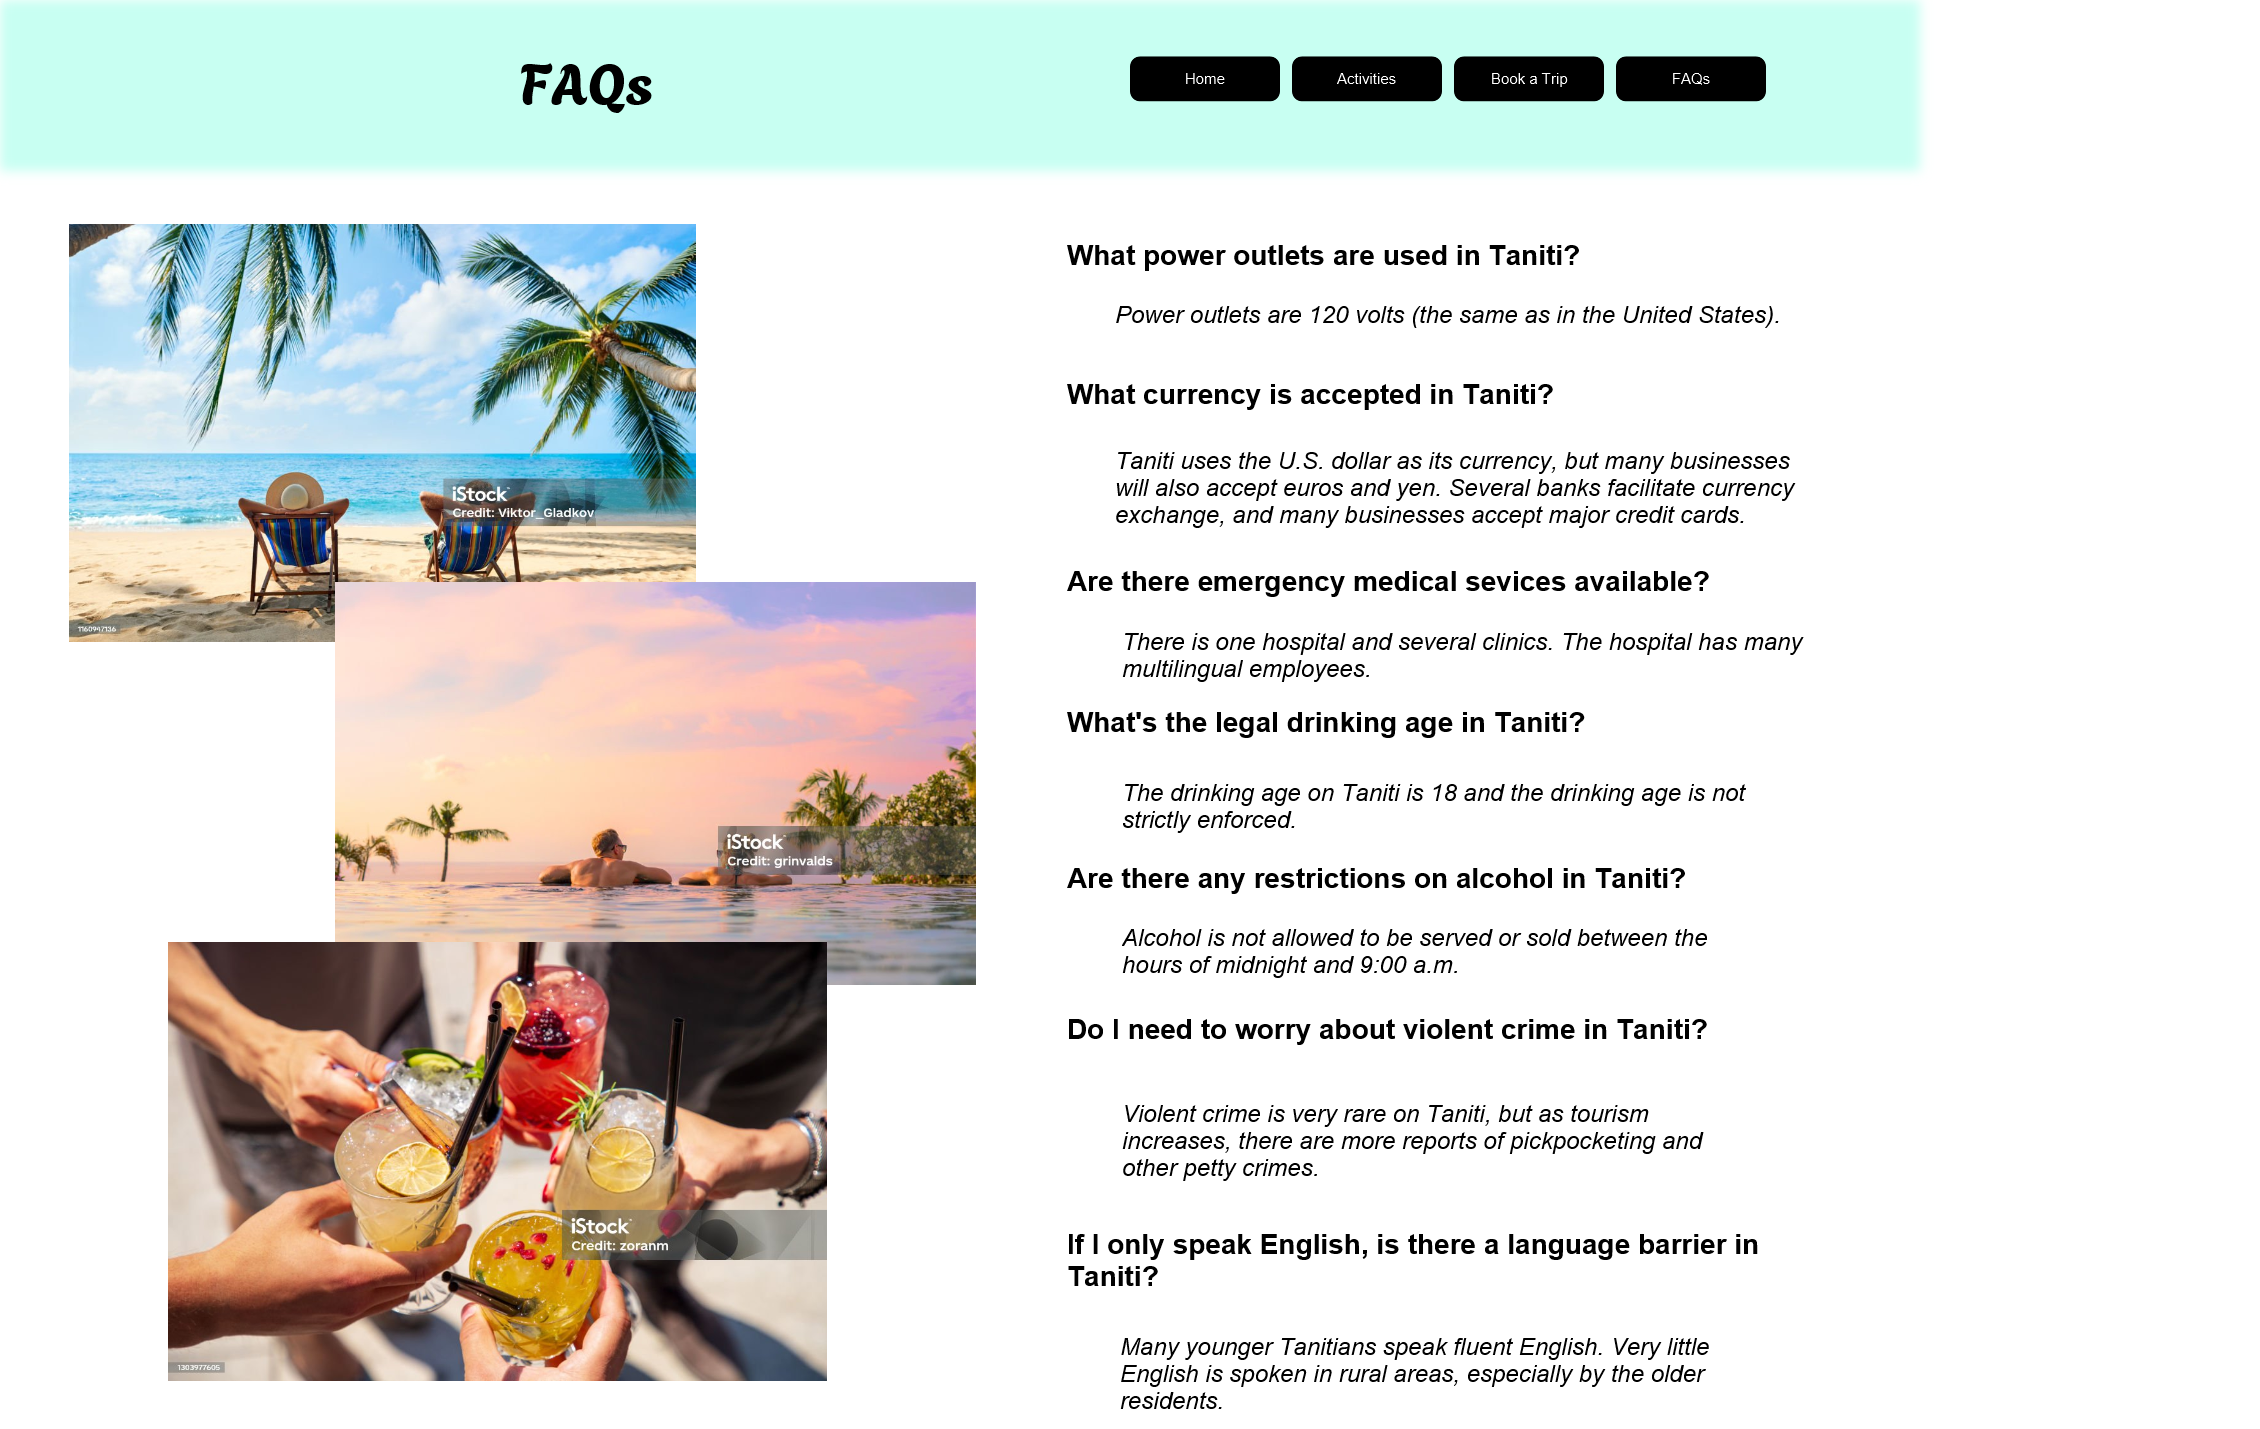 FAQs
Home
Activities
Book a Trip
FAQs
iStock
Credit: Viktor_Gladkov
1160947136
iStock
Credit: grinvalds
iStock
Credit: zoranm
1303977605
What power outlets are used in Taniti?
Power outlets are 120 volts (the same as in the United States).
What currency is accepted in Taniti?
Taniti uses the U.S. dollar as its currency, but many businesses
will also accept euros and yen. Several banks facilitate currency
exchange, and many businesses accept major credit cards.
Are there emergency medical sevices available?
There is one hospital and several clinics. The hospital has many
multilingual employees.
What's the legal drinking age in Taniti?
The drinking age on Taniti is 18 and the drinking age is not
strictly enforced.
Are there any restrictions on alcohol in Taniti?
Alcohol is not allowed to be served or sold between the
hours of midnight and 9:00 a.m.
Do I need to worry about violent crime in Taniti?
Violent crime is very rare on Taniti, but as tourism
increases, there are more reports of pickpocketing and
other petty crimes.
If I only speak English, is there a language barrier in
Taniti?
Many younger Tanitians speak fluent English. Very little
English is spoken in rural areas, especially by the older
residents.